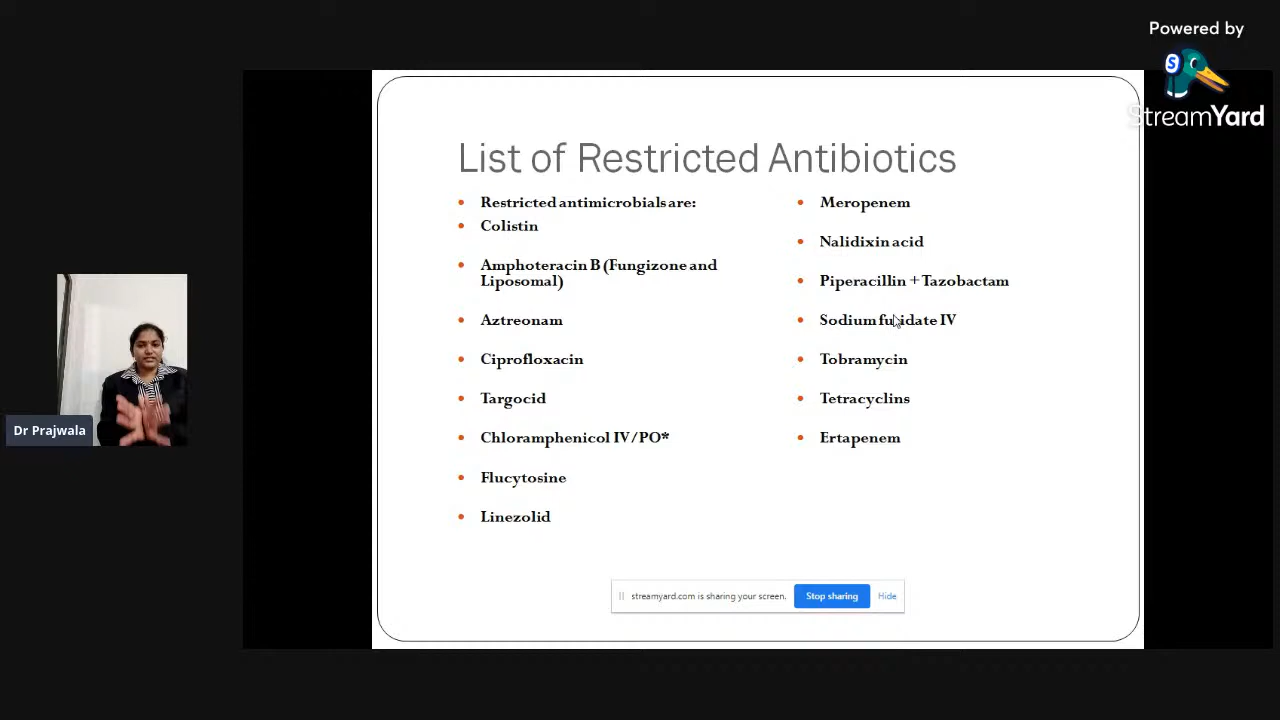 Powered by
StreamYard
List of Restricted Antibiotics
Restricted antimicrobials are:
Colistin
Amphoteracin B (Fungizone and
Liposomal)
Aztreonam
Ciprofloxacin
Targocid
Chloramphenicol IV/PO*
Flucytosine
Linezolid
Meropenem
Nalidixin acid
Piperacillin + Tazobactam
Sodium fusidate IV
Tobramycin
Tetracyclins
Ertapenem
Dr Prajwala
streamyard.com is sharing your screen.
Stop sharing
Hide